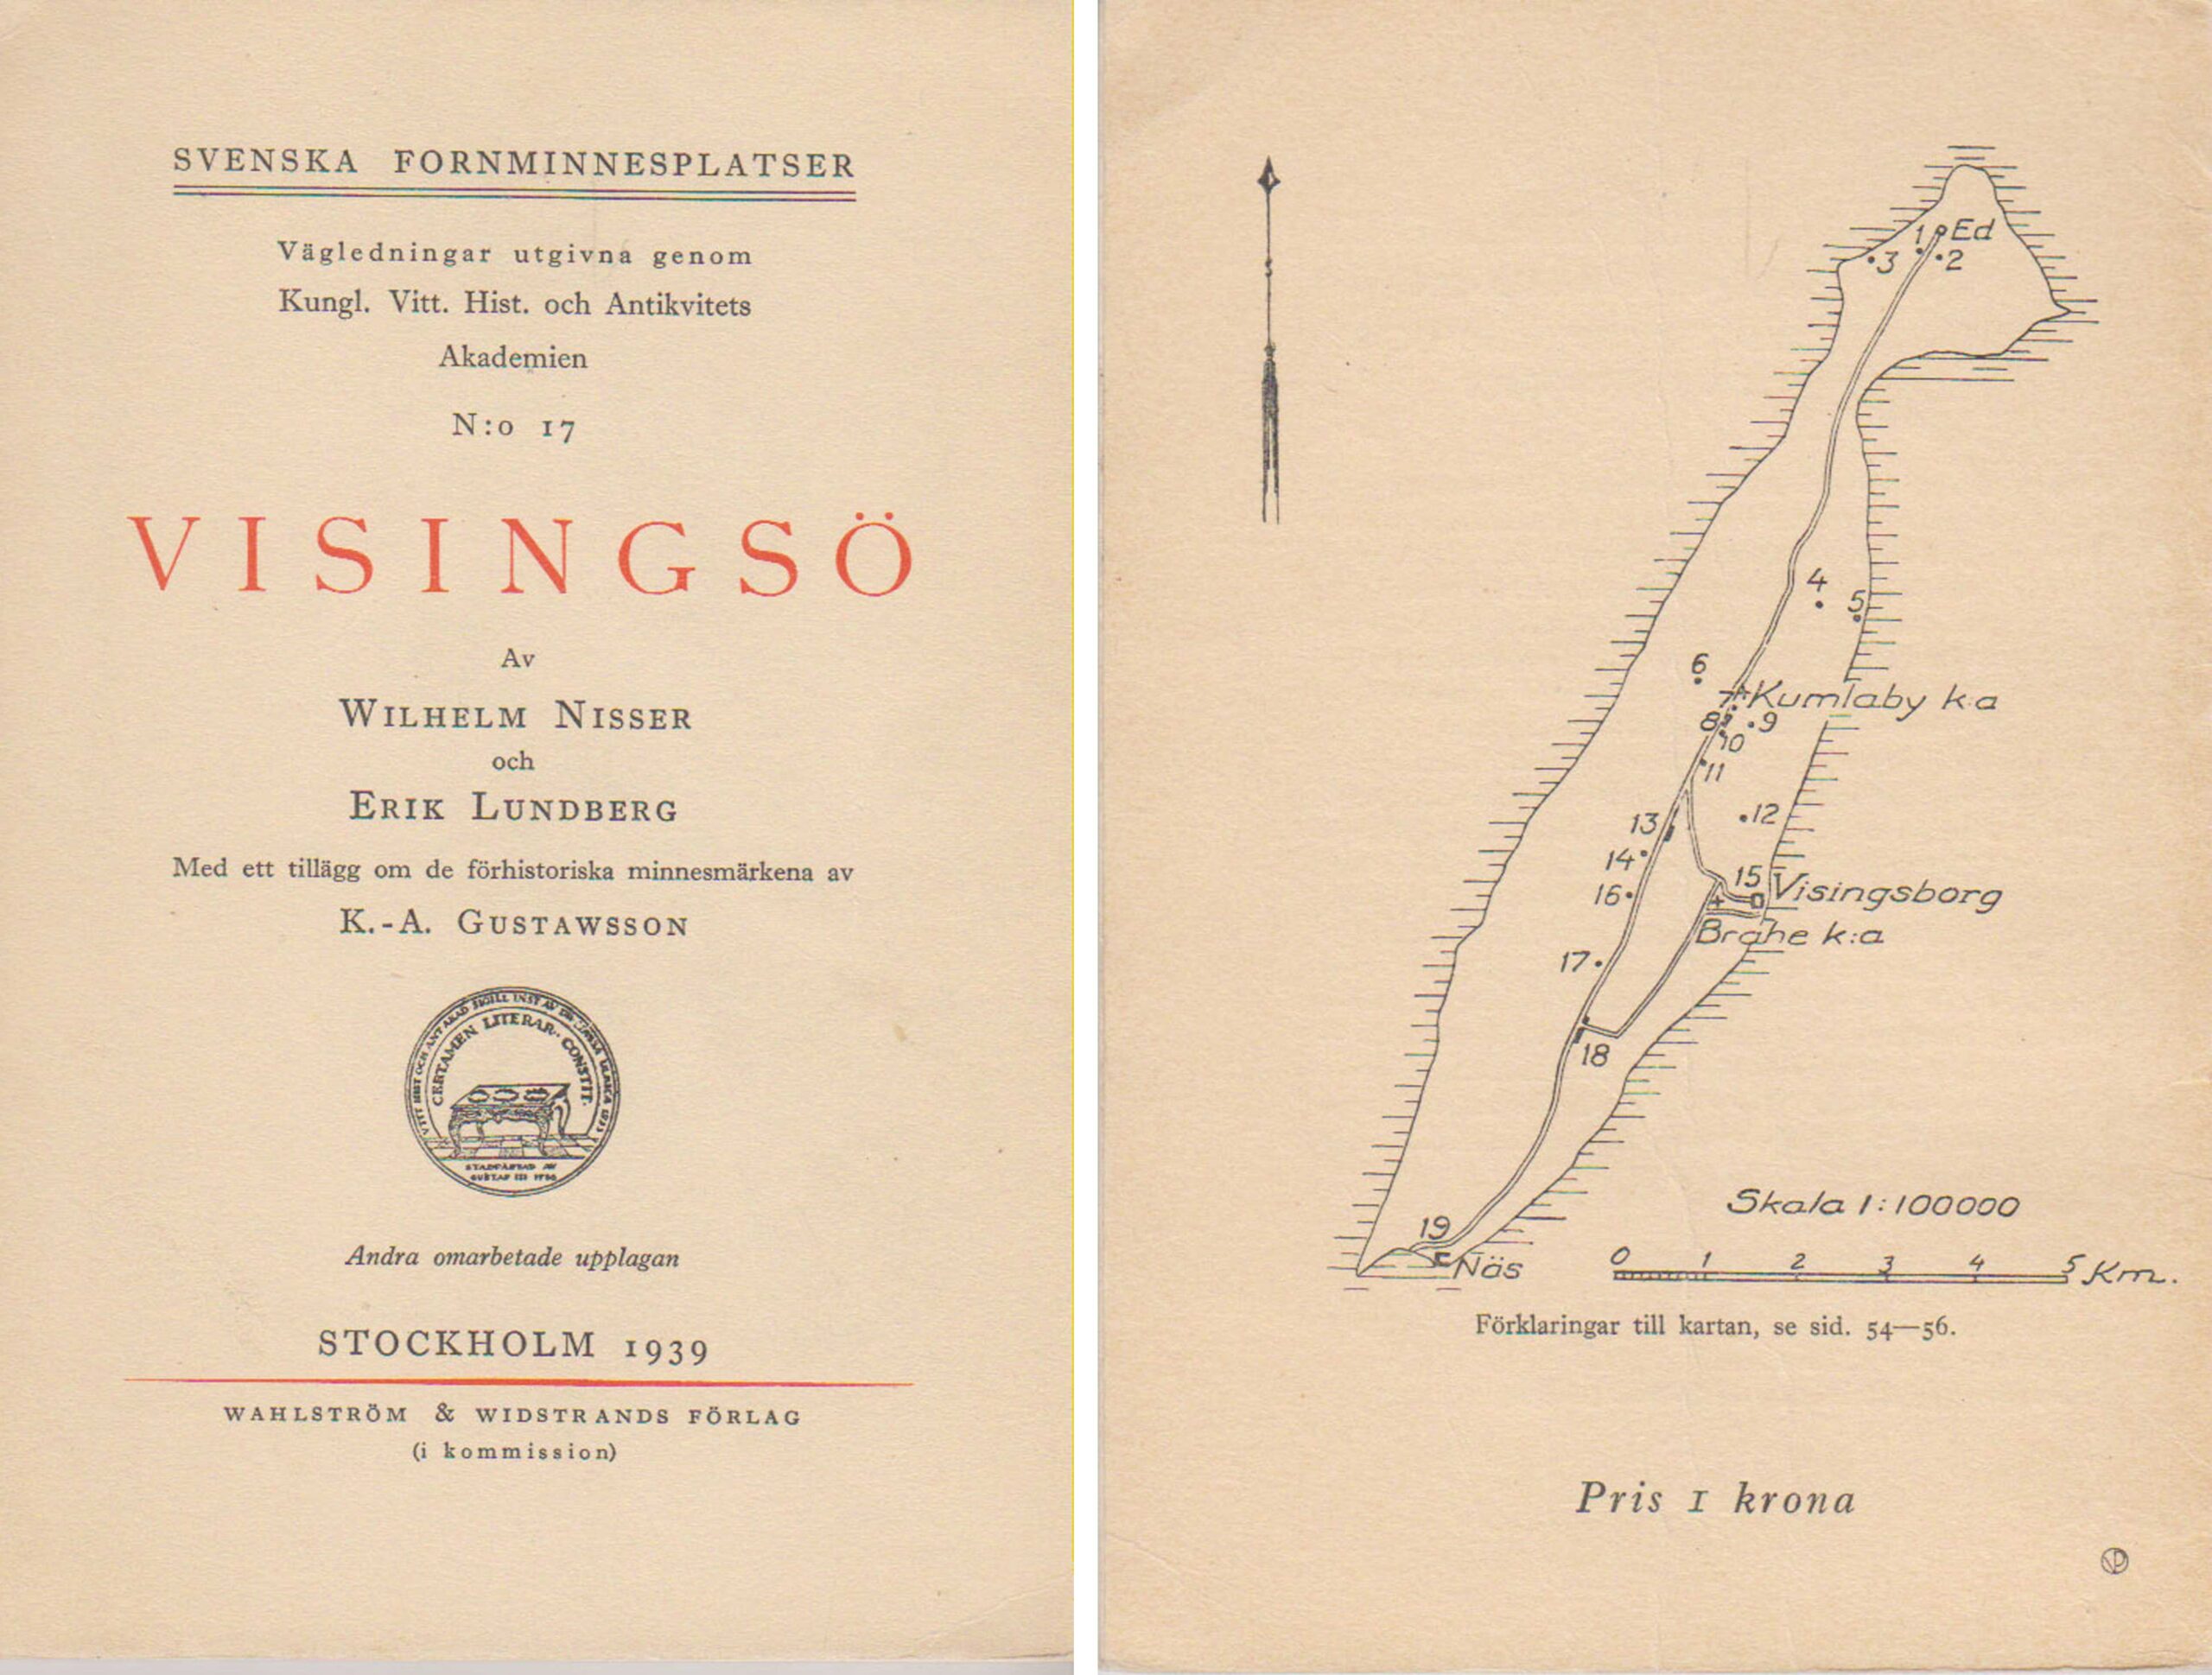 SVENSKA FORNMINNESPLATSER
Vägledningar utgivna genom
Kungl. Vitt. Hist. och Antikvitets
Akademien
N:o 17
VISINGSÖ
Av
WILHELM NISSER
och
ERIK LUNDBERG
Med ett tillägg om de förhistoriska minnesmärkena av
K.-A. GUSTAWSSON
CERTAMEN LITERAR. CONSTIT.
Andra omarbetade upplagan
STOCKHOLM 1939
WAHLSTRÖM & WIDSTRANDS FÖRLAG
(i kommission)
1 Ed
3 2
4
5
6
7 Kumlaby k:a
8 9
10
11
12
13
14
15 Visingsborg
16
Brahe k:a
17
18
19
Näs
Skala 1:100000
0 1 2 3 4 5 Km.
Förklaringar till kartan, se sid. 54—56.
Pris 1 krona